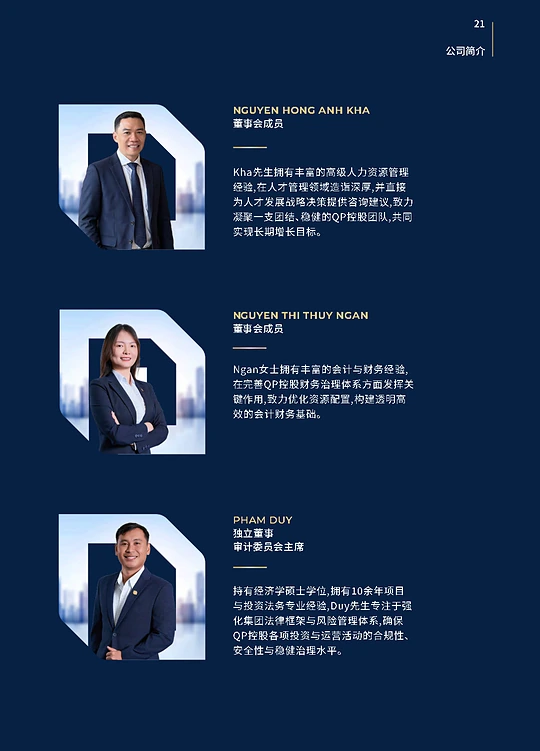 21
公司简介
NGUYEN HONG ANH KHA
董事会成员
Kha先生拥有丰富的高级人力资源管理
经验,在人才管理领域造诣深厚,并直接
为人才发展战略决策提供咨询建议,致力
凝聚一支团结、稳健的QP控股团队,共同
实现长期增长目标。
NGUYEN THI THUY NGAN
董事会成员
Ngan女士拥有丰富的会计与财务经验,
在完善QP控股财务治理体系方面发挥关
键作用,致力优化资源配置,构建透明高
效的会计财务基础。
PHAM DUY
独立董事
审计委员会主席
持有经济学硕士学位,拥有10余年项目
与投资法务专业经验,Duy先生专注于强
化集团法律框架与风险管理体系,确保
QP控股各项投资与运营活动的合规性、
安全性与稳健治理水平。